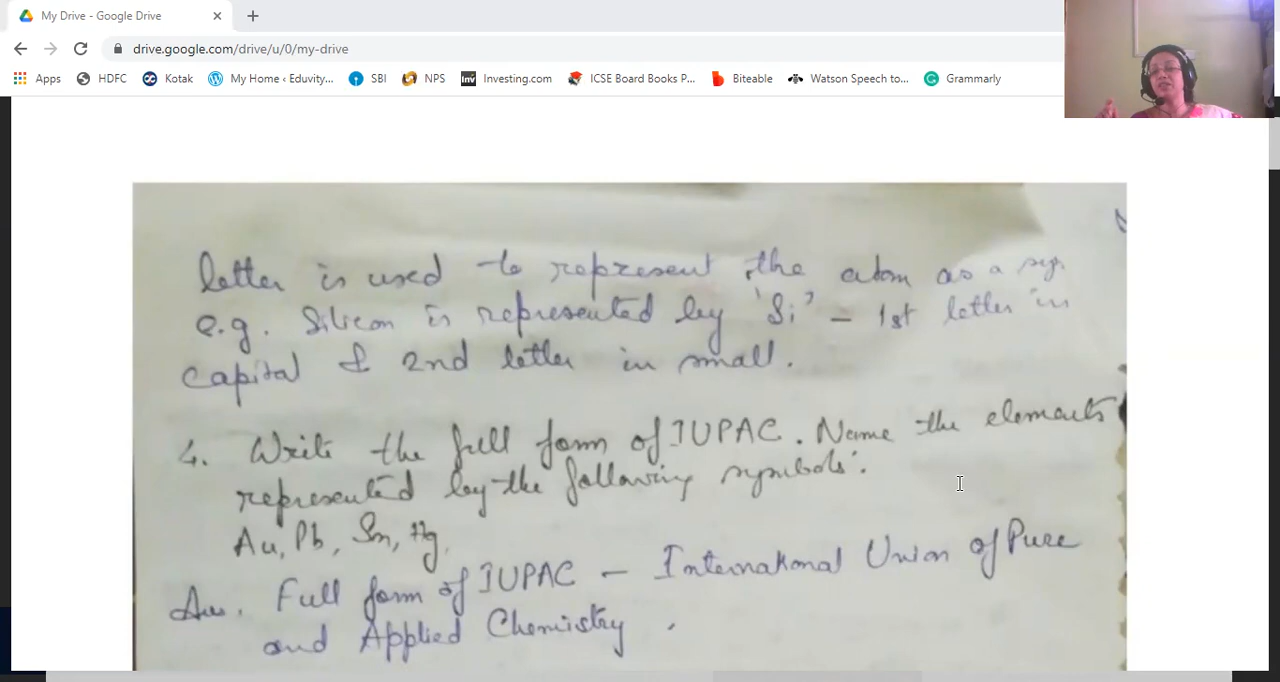 My Drive - Google Drive
drive.google.com/drive/u/0/my-drive
Apps HDFC Kotak My Home ‹ Eduvity... SBI NPS Inv Investing.com ICSE Board Books P... Biteable Watson Speech to... Grammarly
letter is used to represent the atom as a sym
e.g. Silicon is represented by 'Si' – 1st letter in
capital & 2nd letter in small.
4. Write the full form of IUPAC. Name the elements
represented by the following symbols:
Au, Pb, Sn, Hg.
Ans. Full form of IUPAC – International Union of Pure
and Applied Chemistry.